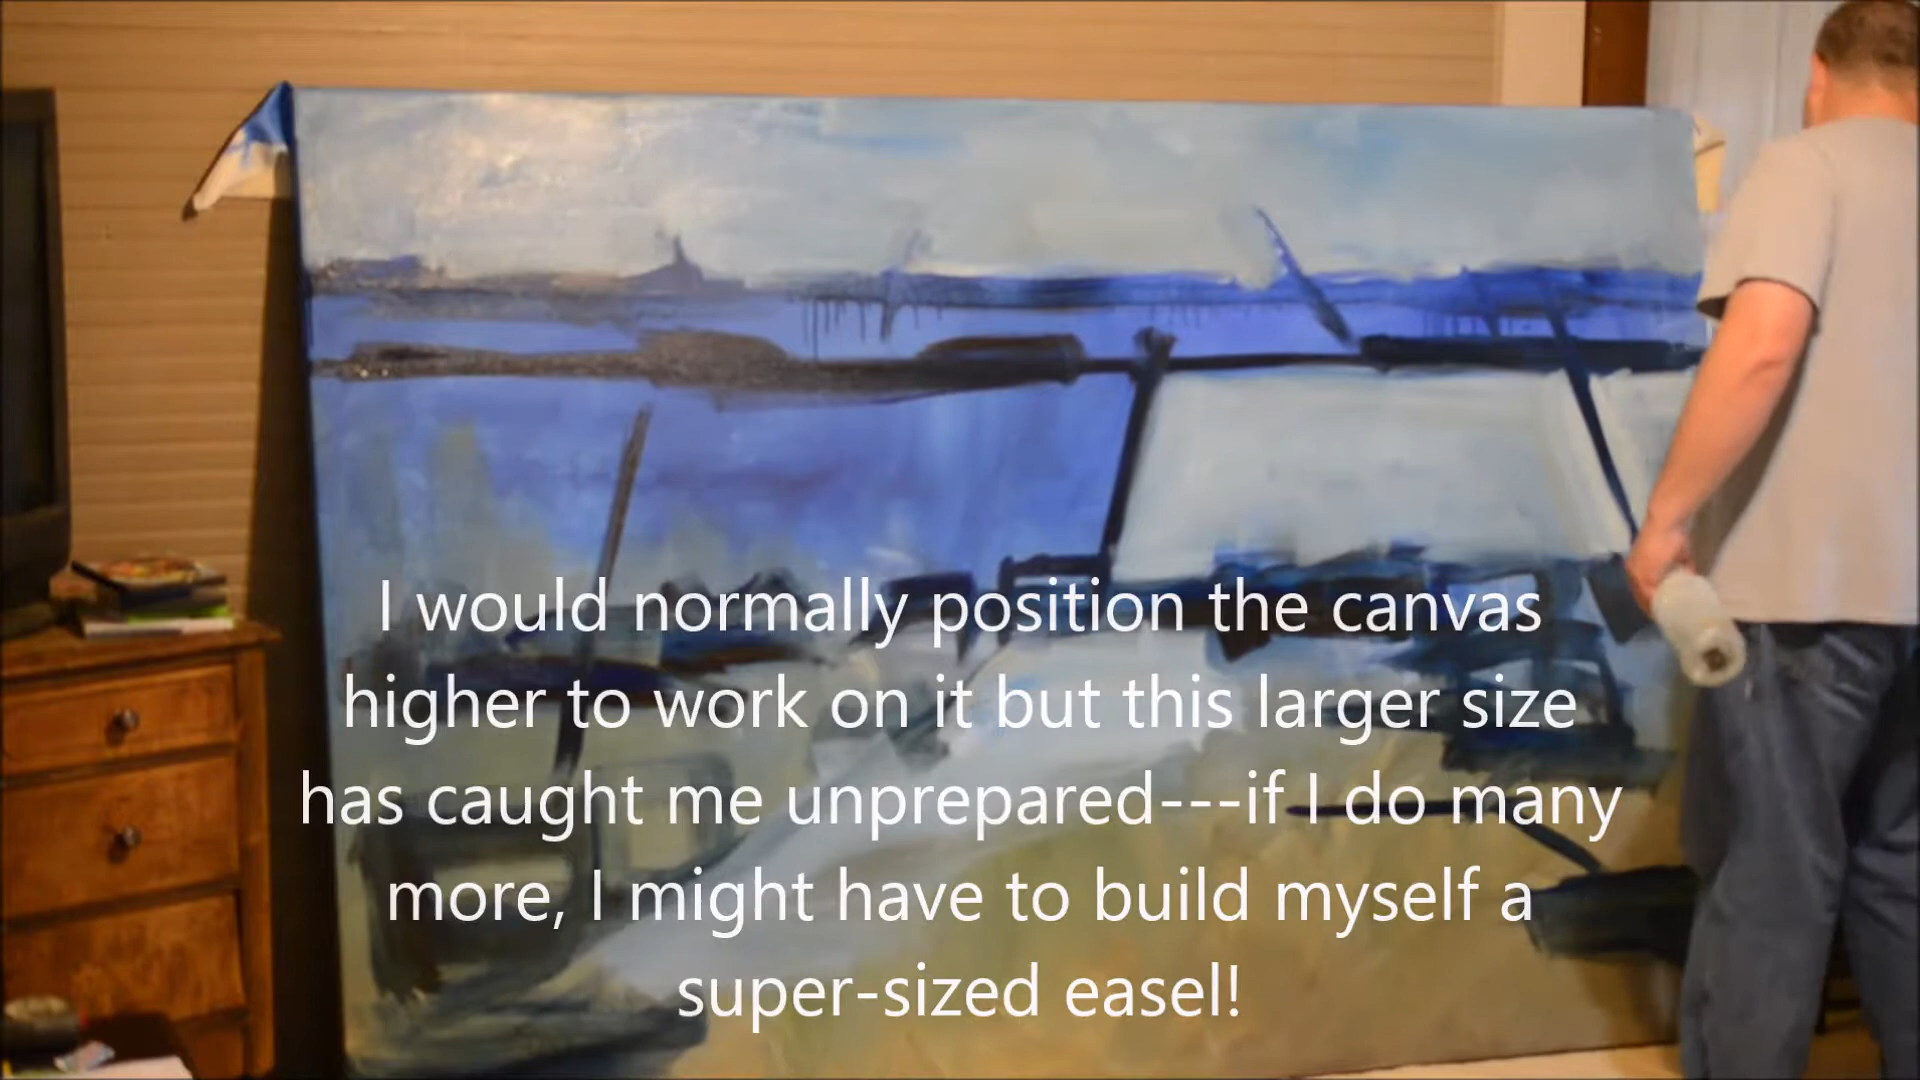 I would normally position the canvas
higher to work on it but this larger size
has caught me unprepared---if I do many
more, I might have to build myself a
super-sized easel!